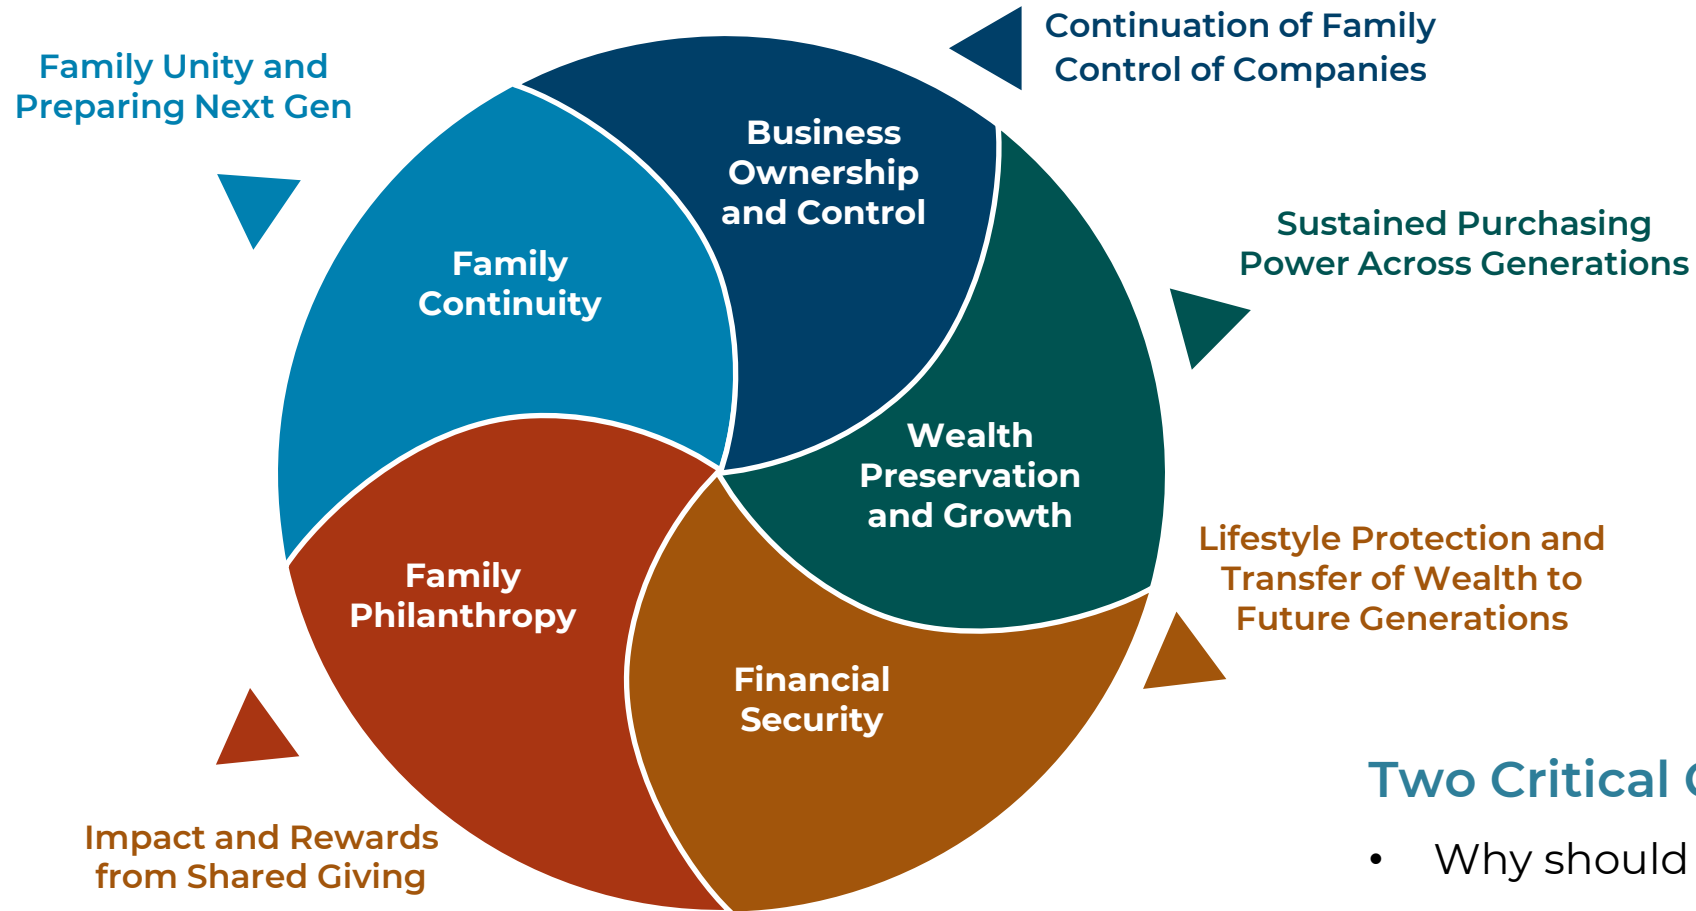 Continuation of Family
Control of Companies
Family Unity and
Preparing Next Gen
Business
Ownership
and Control
Sustained Purchasing
Power Across Generations
Family
Continuity
Wealth
Preservation
and Growth
Lifestyle Protection and
Transfer of Wealth to
Future Generations
Family
Philanthropy
Financial
Security
Impact and Rewards
from Shared Giving
Two Critical
• Why should